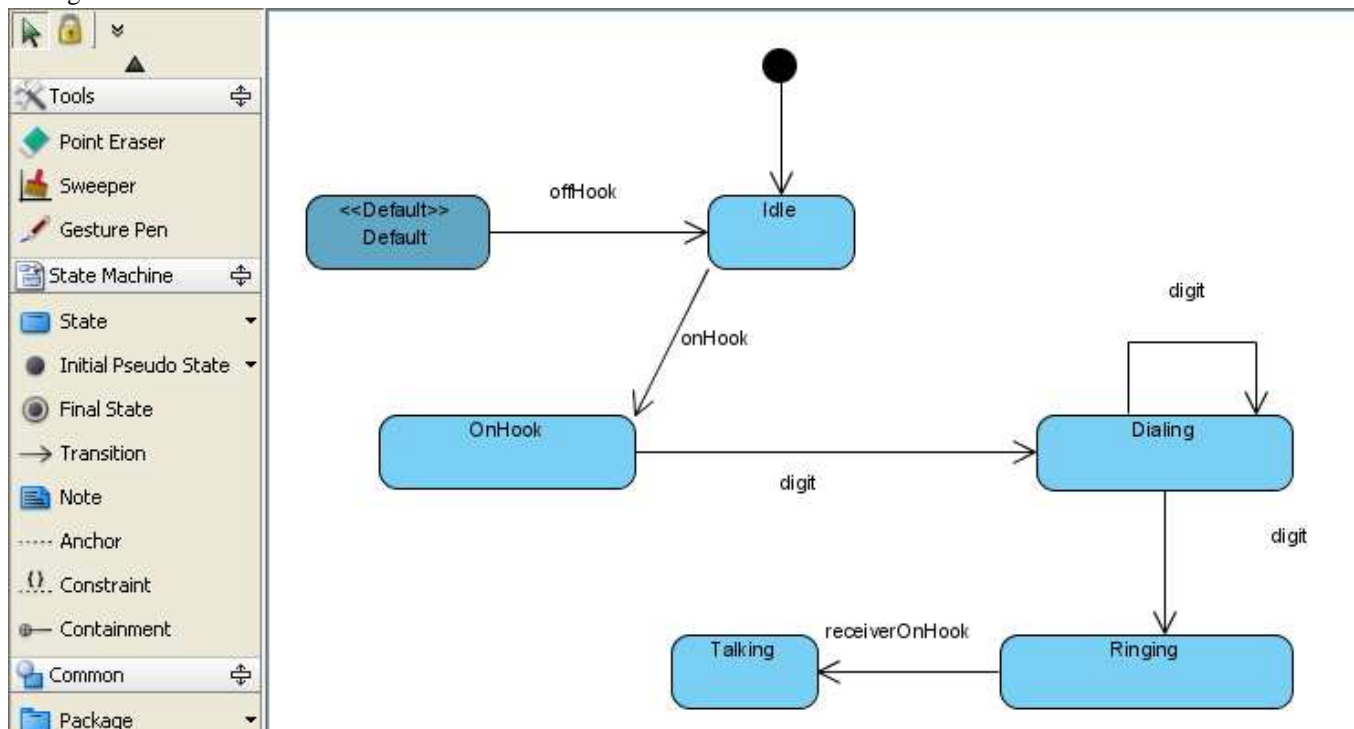 Tools
Point Eraser
Sweeper
Gesture Pen
State Machine
State
Initial Pseudo State
Final State
Transition
Note
Anchor
Constraint
Containment
Common
Package
offHook
<<Default>>
Default
Idle
onHook
digit
OnHook
Dialing
digit
digit
receiverOnHook
Talking
Ringing